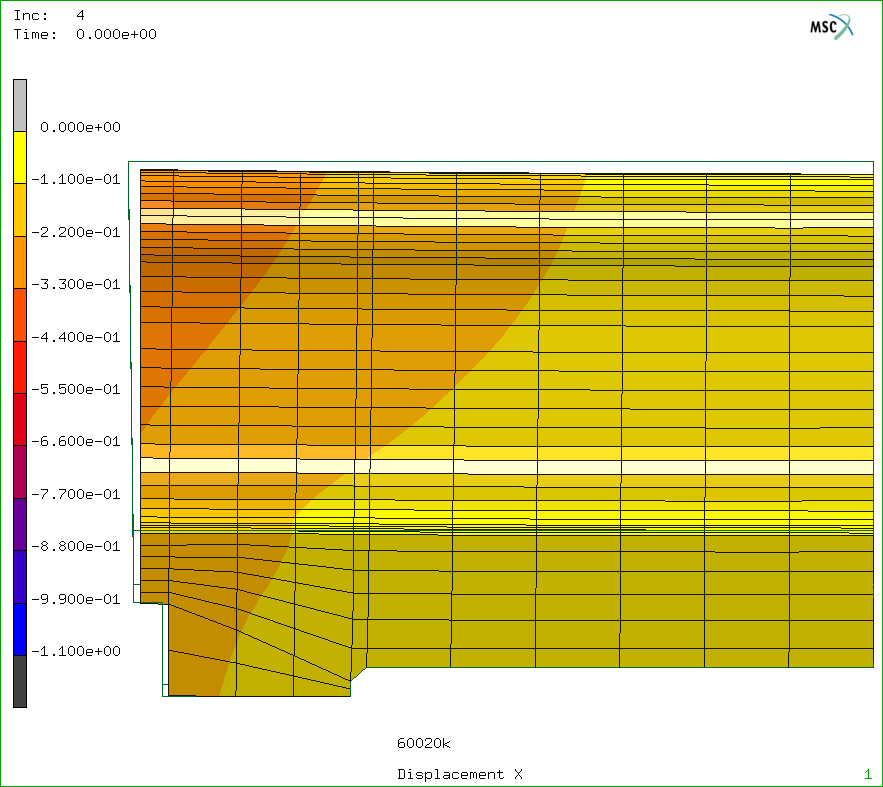 Inc: 4
Time: 0.000e+00
MSC X
0.000e+00
-1.100e-01
-2.200e-01
-3.300e-01
-4.400e-01
-5.500e-01
-6.600e-01
-7.700e-01
-8.800e-01
-9.900e-01
-1.100e+00
60020k
Displacement X
1